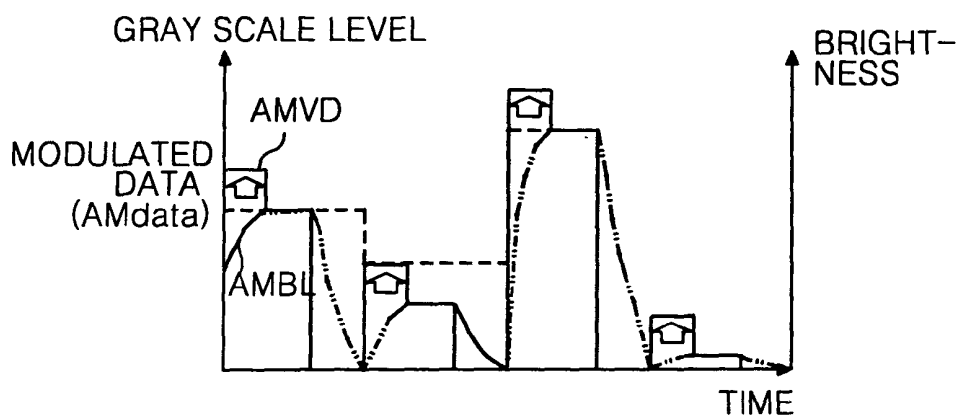 GRAY SCALE LEVEL
BRIGHT-
NESS
AMVD
MODULATED
DATA
(AMdata)
AMBL
TIME